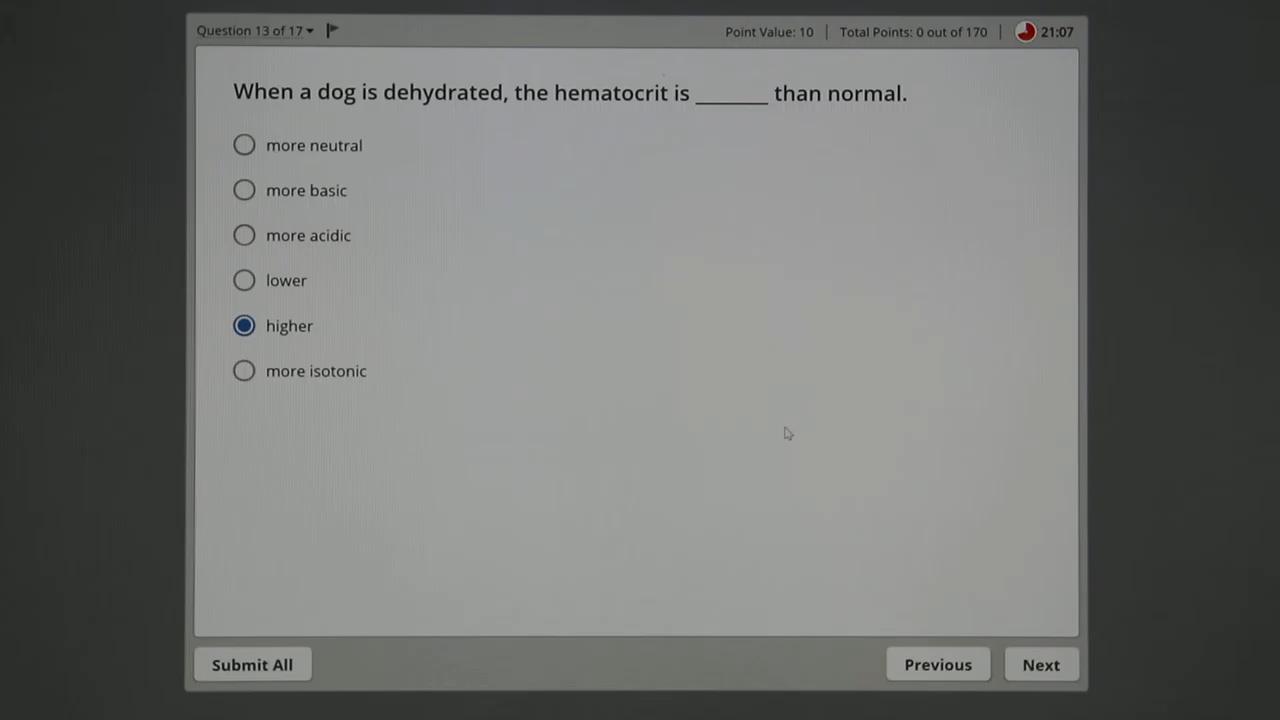 Question 13 of 17
Point Value: 10 | Total Points: 0 out of 170 | 21:07
When a dog is dehydrated, the hematocrit is ______ than normal.
more neutral
more basic
more acidic
lower
higher
more isotonic
Submit All
Previous
Next